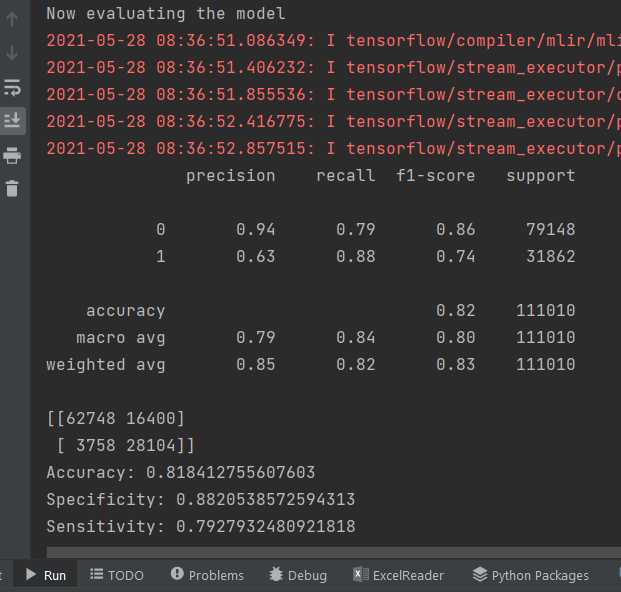 Now evaluating the model
2021-05-28 08:36:51.086349: I tensorflow/compiler/mlir/mli
2021-05-28 08:36:51.406232: I tensorflow/stream_executor/p
2021-05-28 08:36:51.855536: I tensorflow/stream_executor/c
2021-05-28 08:36:52.416775: I tensorflow/stream_executor/p
2021-05-28 08:36:52.857515: I tensorflow/stream_executor/p
precision recall f1-score support
0 0.94 0.79 0.86 79148
1 0.63 0.88 0.74 31862
accuracy 0.82 111010
macro avg 0.79 0.84 0.80 111010
weighted avg 0.85 0.82 0.83 111010
[[62748 16400]
[ 3758 28104]]
Accuracy: 0.818412755607603
Specificity: 0.8820538572594313
Sensitivity: 0.7927932480921818
t Run TODO Problems Debug ExcelReader Python Packages